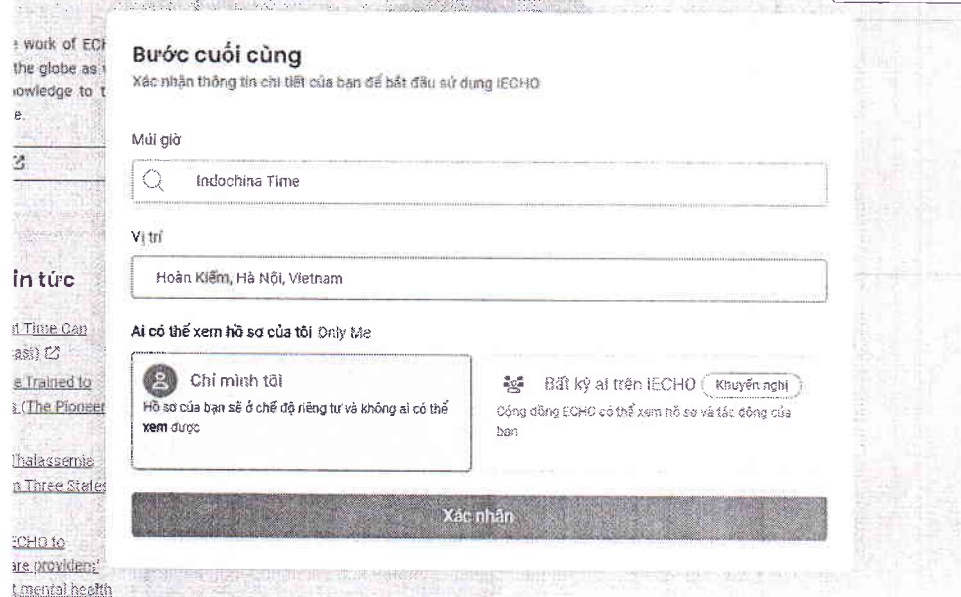 work of ECH
the globe as
owledge to t
e.
in tức
Time Can
e Trained to
(The Pioneer
halassemia
n Three States
ECHO to
are providers'
t mental health
Bước cuối cùng
Xác nhận thông tin chi tiết của bạn để bắt đầu sử dụng iECHO
Múi giờ
Indochina Time
Vị trí
Hoàn Kiếm, Hà Nội, Vietnam
Ai có thể xem hồ sơ của tôi Only Me
Chỉ mình tôi
Hồ sơ của bạn sẽ ở chế độ riêng tư và không ai có thể
xem được
Bất kỳ ai trên iECHO Khuyến nghị
Cộng đồng ECHO có thể xem hồ sơ và tác động của
bạn
Xác nhận